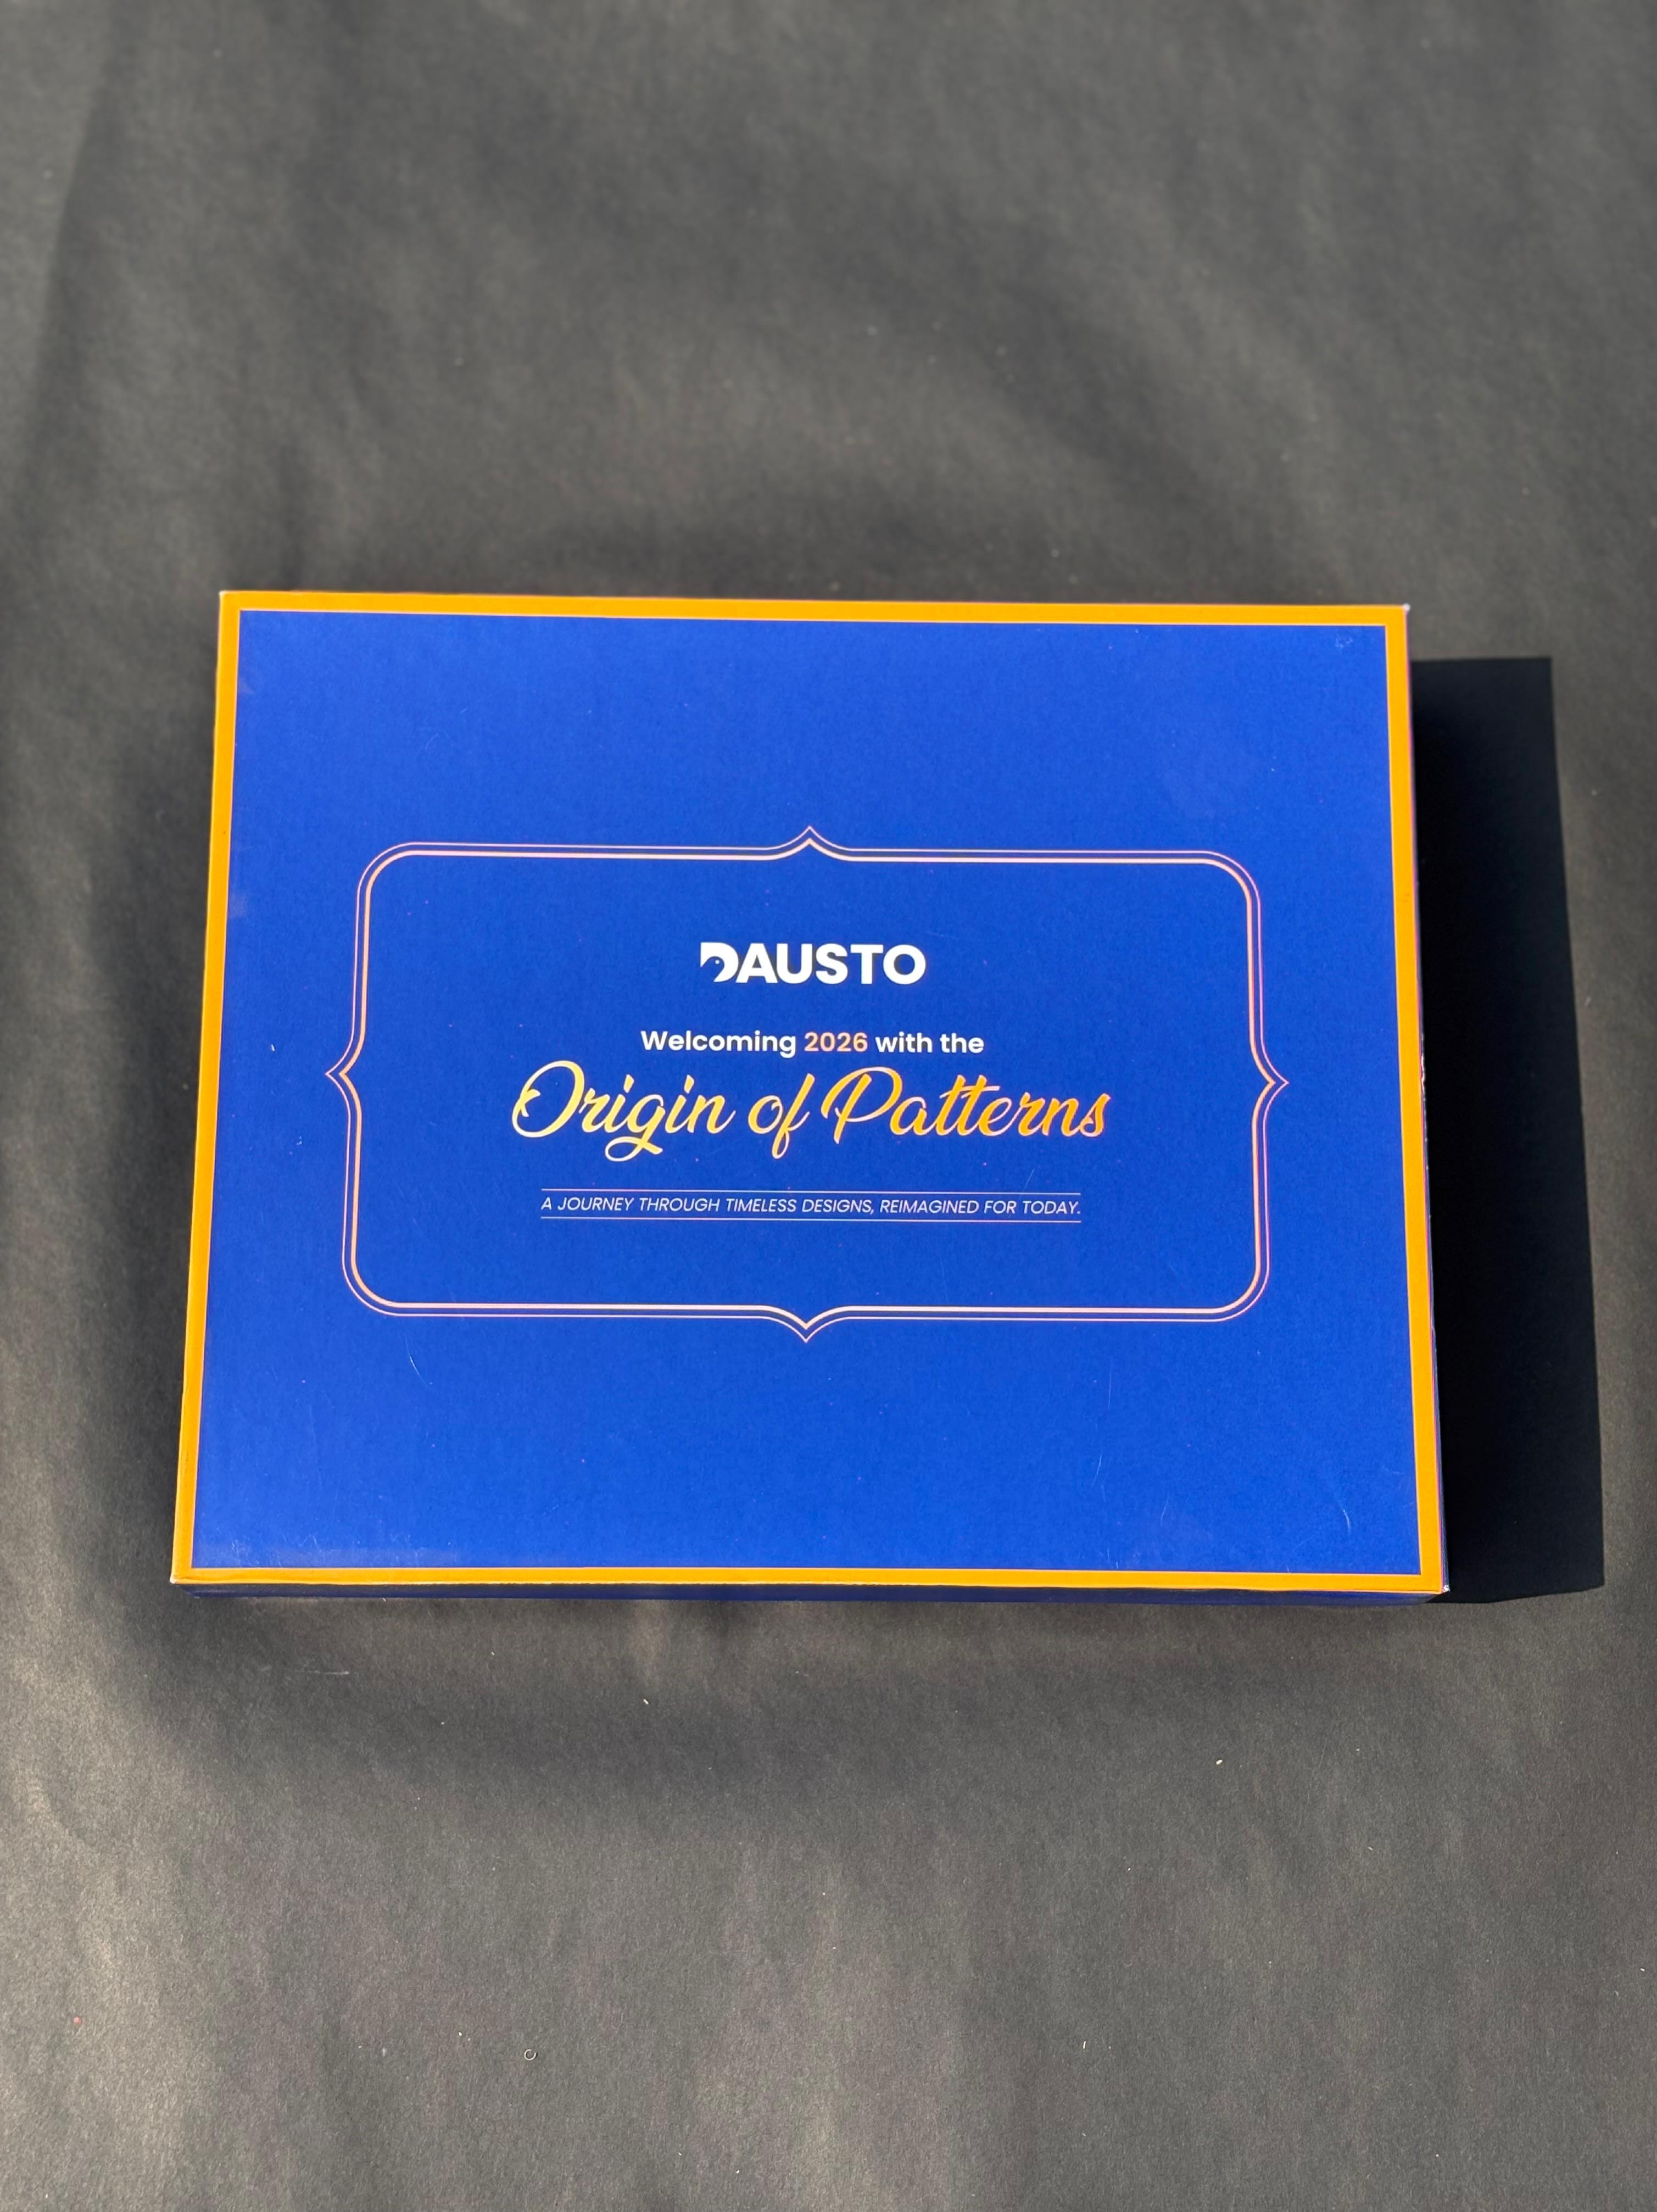 DAUSTO
Welcoming 2026 with the
Origin of Patterns
A JOURNEY THROUGH TIMELESS DESIGNS, REIMAGINED FOR TODAY.